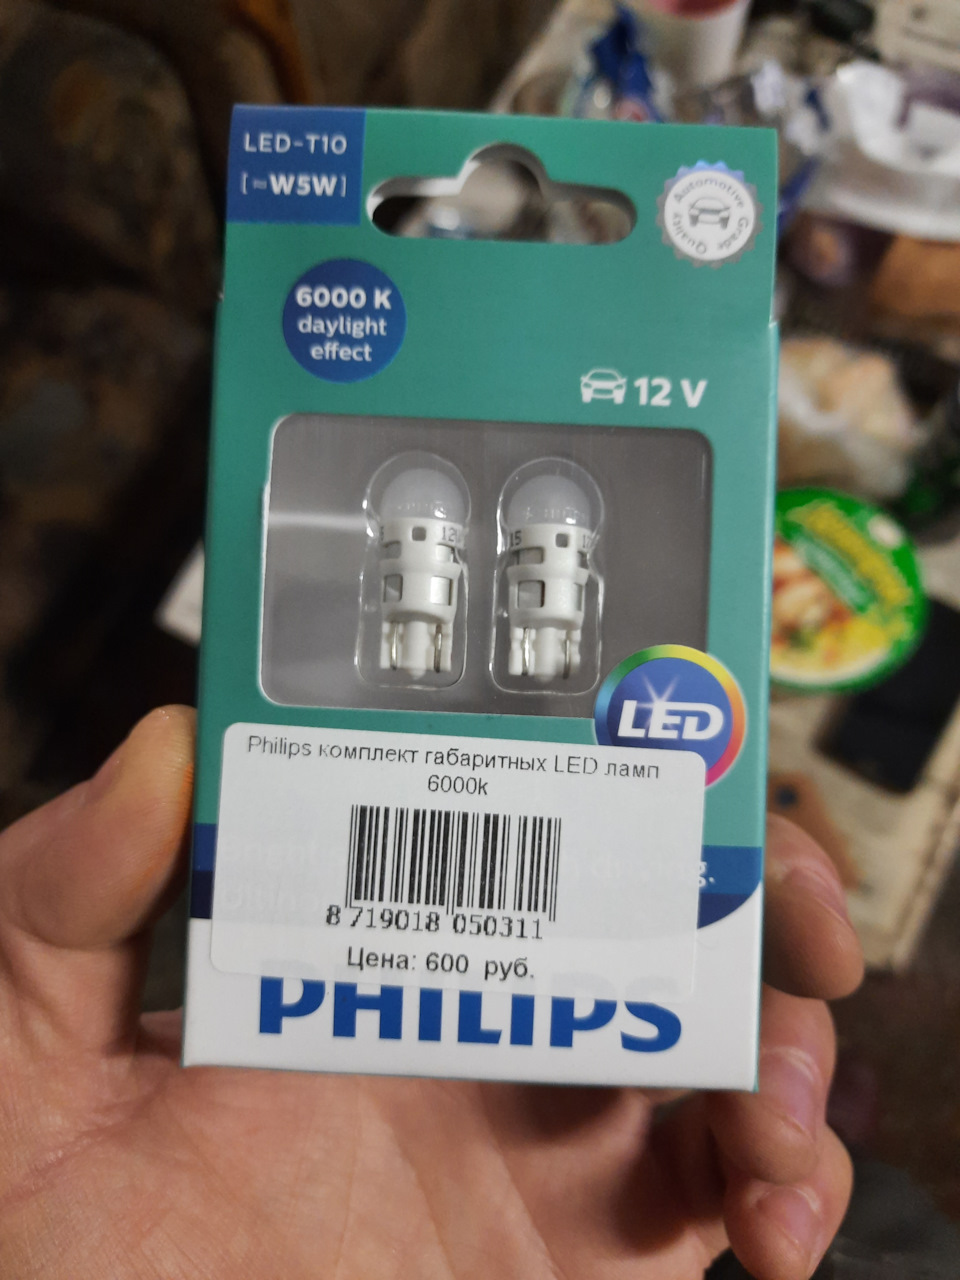 LED-T10
[≈W5W]
Automotive Grade Quality
6000 K
daylight
effect
12 V
15
LED
Philips комплект габаритных LED ламп
6000k
8 719018 050311
Цена: 600 руб.
PHILIPS